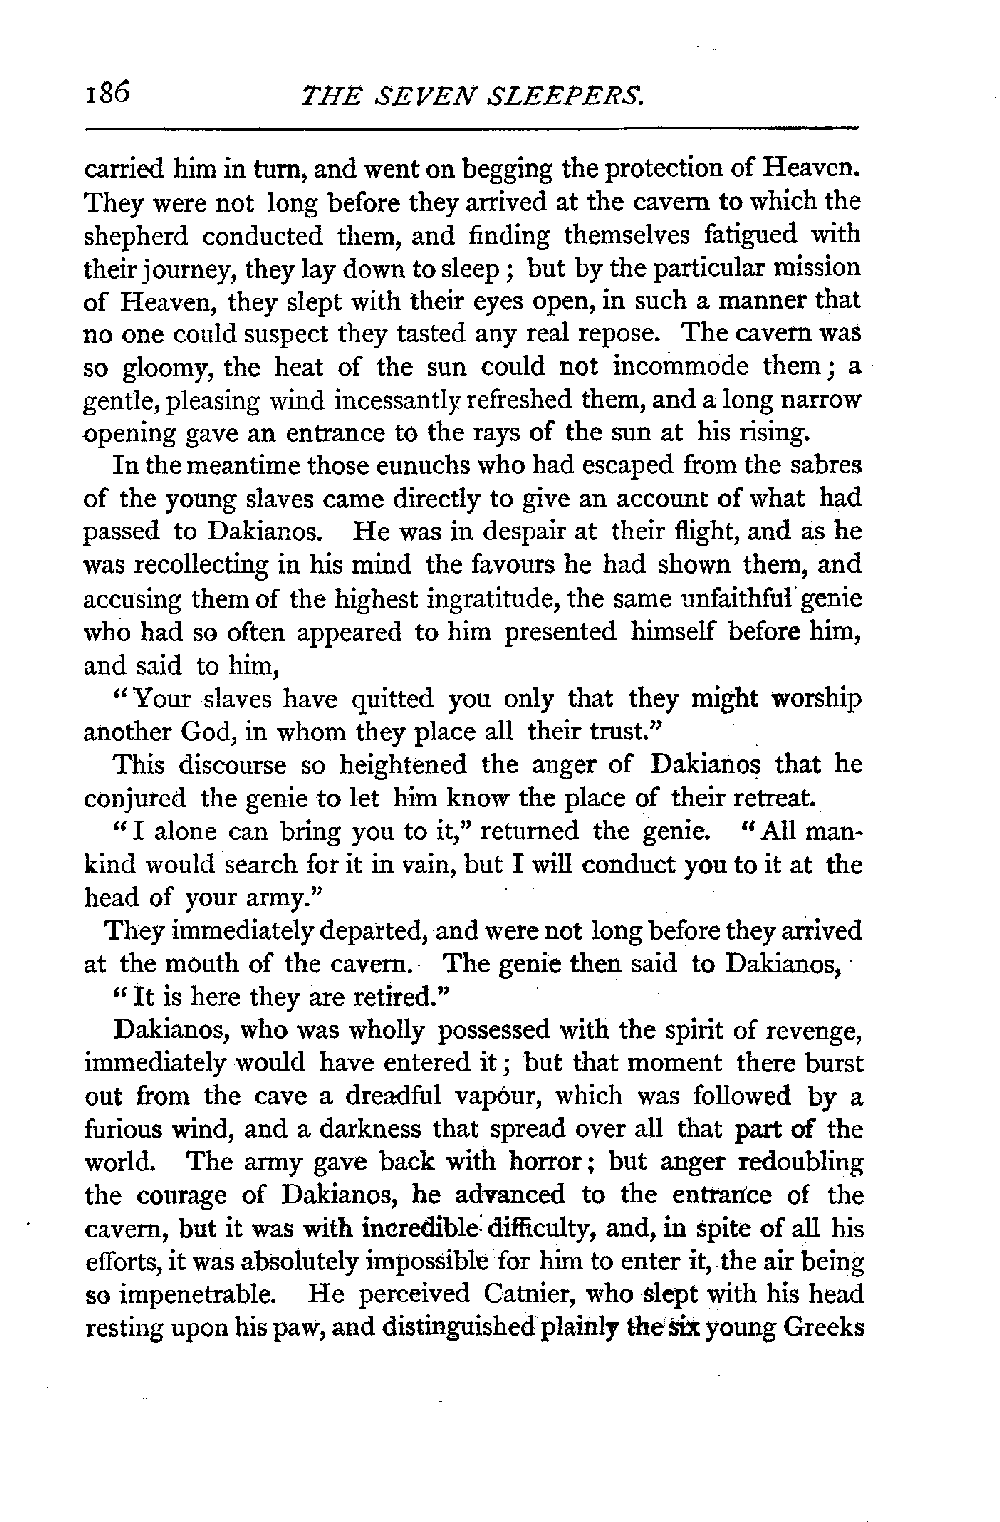 186 THE SEVEN SLEEPERS.
carried him in turn, and went on begging the protection of Heaven.
They were not long before they arrived at the cavern to which the
shepherd conducted them, and finding themselves fatigued with
their journey, they lay down to sleep ; but by the particular mission
of Heaven, they slept with their eyes open, in such a manner that
no one could suspect they tasted any real repose. The cavern was
so gloomy, the heat of the sun could not incommode them ; a
gentle, pleasing wind incessantly refreshed them, and a long narrow
opening gave an entrance to the rays of the sun at his rising.
In the meantime those eunuchs who had escaped from the sabres
of the young slaves came directly to give an account of what had
passed to Dakianos. He was in despair at their flight, and as he
was recollecting in his mind the favours he had shown them, and
accusing them of the highest ingratitude, the same unfaithful genie
who had so often appeared to him presented himself before him,
and said to him,
“Your slaves have quitted you only that they might worship
another God, in whom they place all their trust.”
This discourse so heightened the anger of Dakianos that he
conjured the genie to let him know the place of their retreat.
“I alone can bring you to it,” returned the genie. “All man-
kind would search for it in vain, but I will conduct you to it at the
head of your army.”
They immediately departed, and were not long before they arrived
at the mouth of the cavern. The genie then said to Dakianos,
“It is here they are retired.”
Dakianos, who was wholly possessed with the spirit of revenge,
immediately would have entered it ; but that moment there burst
out from the cave a dreadful vapour, which was followed by a
furious wind, and a darkness that spread over all that part of the
world. The army gave back with horror ; but anger redoubling
the courage of Dakianos, he advanced to the entrance of the
cavern, but it was with incredible difficulty, and, in spite of all his
efforts, it was absolutely impossible for him to enter it, the air being
so impenetrable. He perceived Catnier, who slept with his head
resting upon his paw, and distinguished plainly the six young Greeks